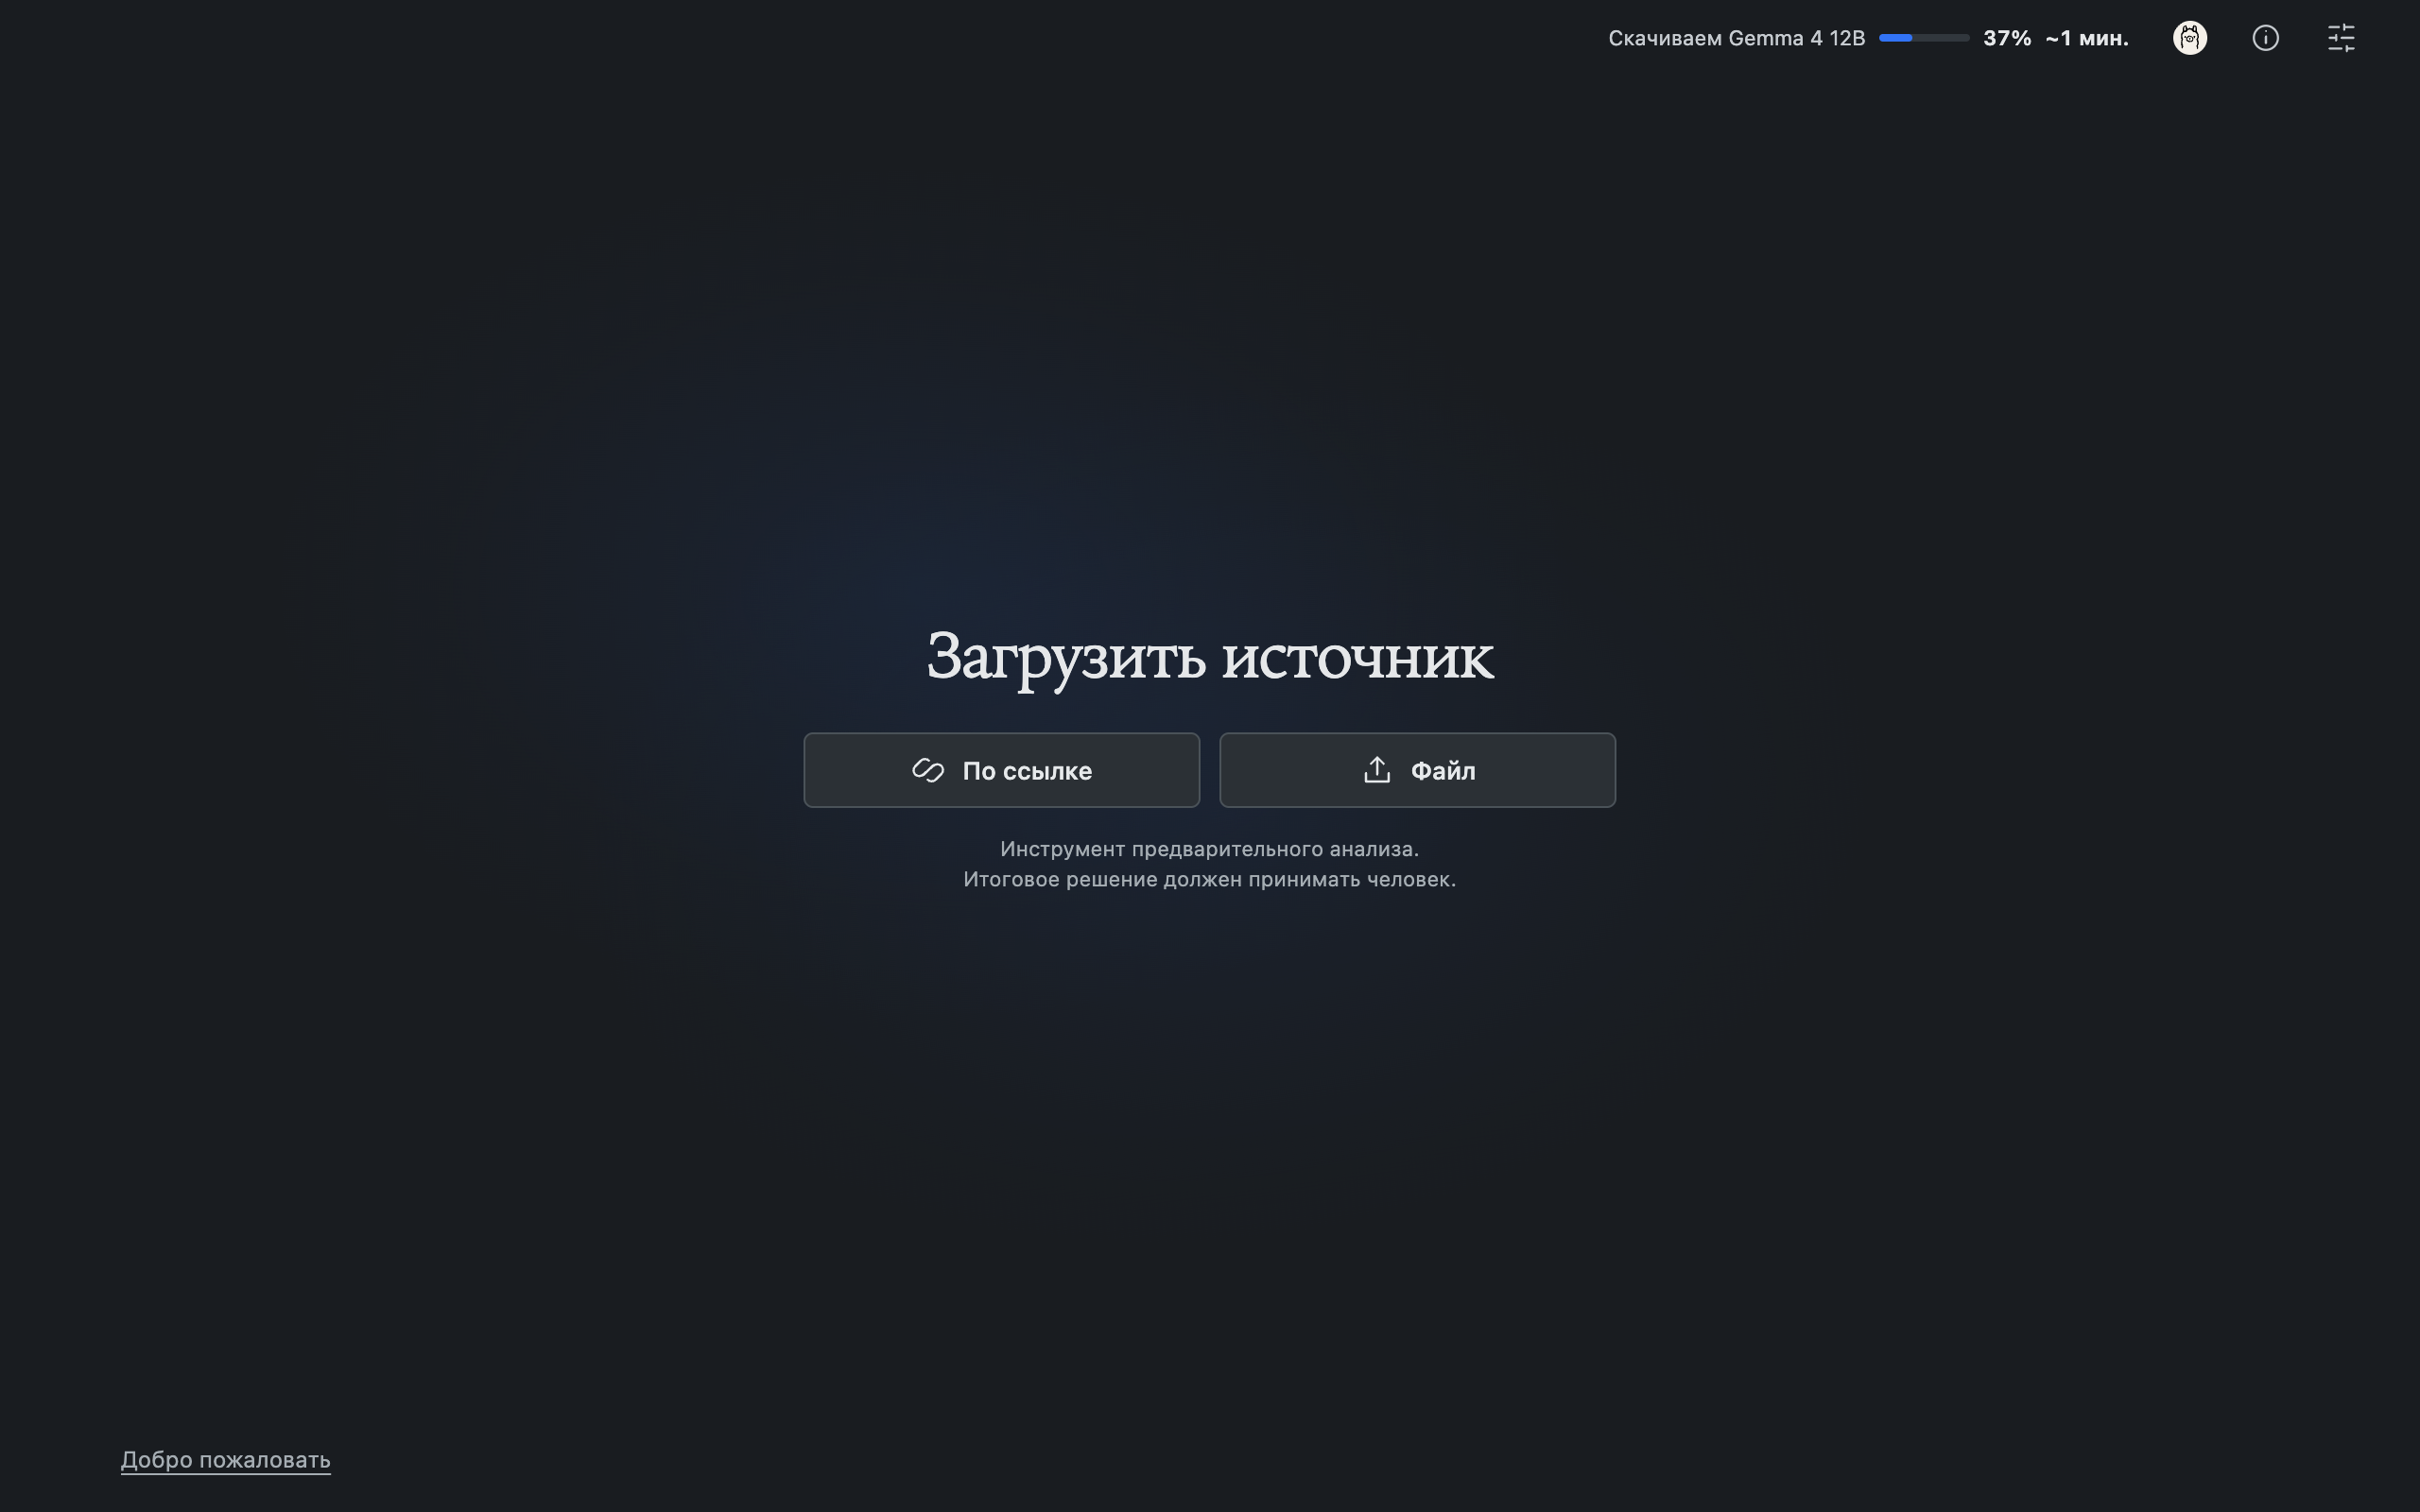 Скачиваем Gemma 4 12B 37% ~1 мин.
Загрузить источник
По ссылке
Файл
Инструмент предварительного анализа.
Итоговое решение должен принимать человек.
Добро пожаловать